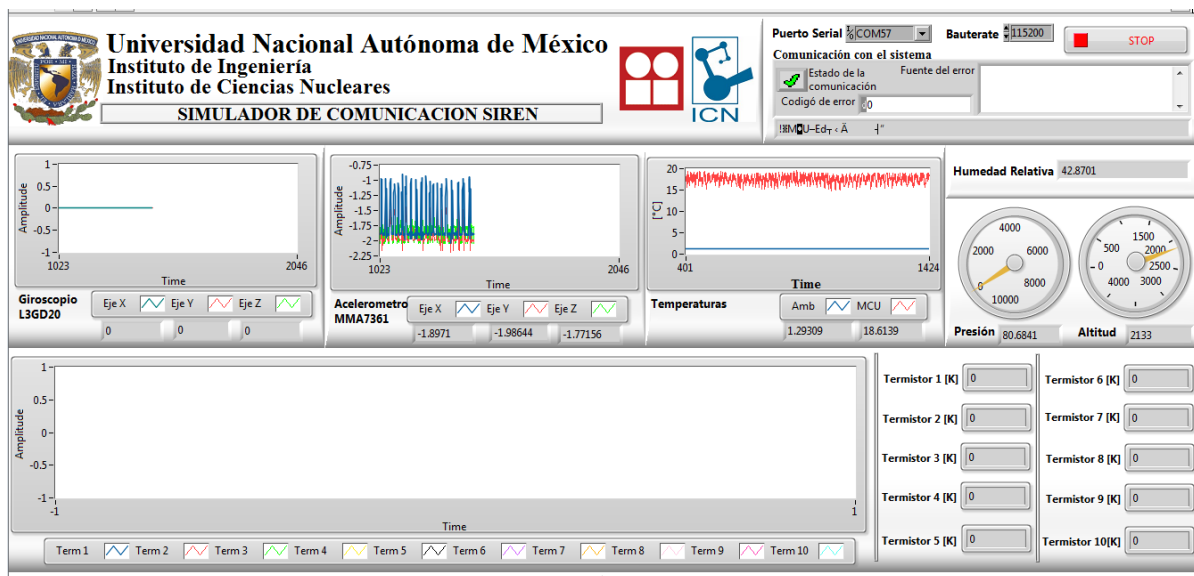 Universidad Nacional Autónoma de México
Instituto de Ingeniería
Instituto de Ciencias Nucleares
SIMULADOR DE COMUNICACION SIREN
ICN
Puerto Serial COM57 Bauterate 115200 STOP
Comunicación con el sistema
Estado de la comunicación
Fuente del error
Codigó de error 0
1
0.5
0
-0.5
-1
Amplitude
1023 2046
Time
Giroscopio
L3GD20
Eje X Eje Y Eje Z
0 0 0
-0.75
-1
-1.25
-1.5
-1.75
-2
-2.25
Amplitude
1023 2046
Time
Acelerometro
MMA7361
Eje X Eje Y Eje Z
-1.8971 -1.98644 -1.77156
20
15
10
5
0
[°C]
401 1424
Time
Temperaturas
Amb MCU
1.29309 18.6139
Humedad Relativa 42.8701
4000
2000 6000
0 8000
10000
1500
500 2000
0 2500
4000 3000
Presión 80.6841 Altitud 2133
1
0.5
0
-0.5
-1
Amplitude
-1 1
Time
Term 1 Term 2 Term 3 Term 4 Term 5 Term 6 Term 7 Term 8 Term 9 Term 10
Termistor 1 [K] 0 Termistor 6 [K] 0
Termistor 2 [K] 0 Termistor 7 [K] 0
Termistor 3 [K] 0 Termistor 8 [K] 0
Termistor 4 [K] 0 Termistor 9 [K] 0
Termistor 5 [K] 0 Termistor 10[K] 0